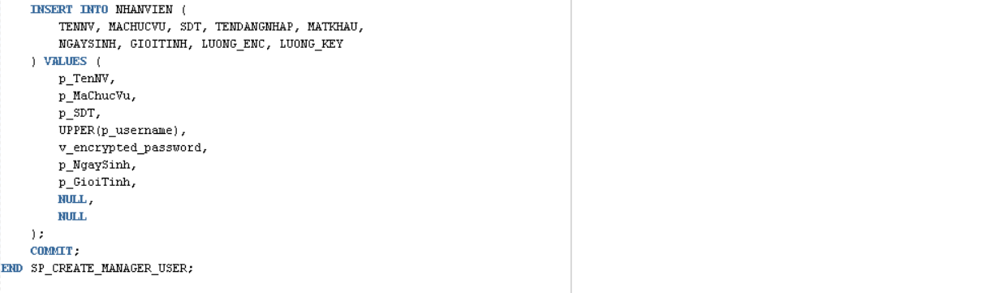 INSERT INTO NHANVIEN (
TENNV, MACHUCVU, SDT, TENDANGNHAP, MATKHAU,
NGAYSINH, GIOITINH, LUONG_ENC, LUONG_KEY
) VALUES (
p_TenNV,
p_MaChucVu,
p_SDT,
UPPER(p_username),
v_encrypted_password,
p_NgaySinh,
p_GioiTinh,
NULL,
NULL
);
COMMIT;
END SP_CREATE_MANAGER_USER;